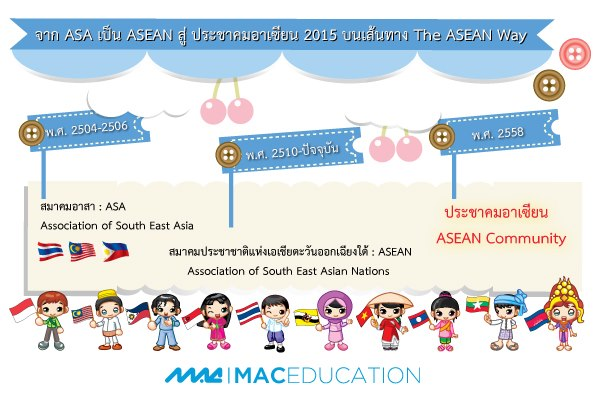 จาก ASA เป็น ASEAN สู่ ประชาคมอาเซียน 2015 บนเส้นทาง The ASEAN Way
พ.ศ. 2504-2506
พ.ศ. 2510-ปัจจุบัน
พ.ศ. 2558
สมาคมอาสา : ASA
Association of South East Asia
สมาคมประชาชาติแห่งเอเชียตะวันออกเฉียงใต้ : ASEAN
Association of South East Asian Nations
ประชาคมอาเซียน
ASEAN Community
MAC | MACEDUCATION